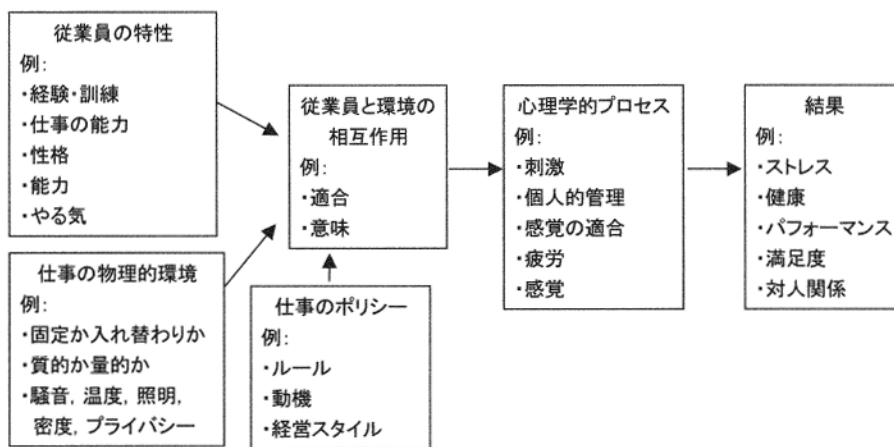 従業員の特性
例:
・経験・訓練
・仕事の能力
・性格
・能力
・やる気
仕事の物理的環境
例:
・固定か入れ替わりか
・質的か量的か
・騒音, 温度, 照明,
密度, プライバシー
従業員と環境の
相互作用
例:
・適合
・意味
仕事のポリシー
例:
・ルール
・動機
・経営スタイル
心理学的プロセス
例:
・刺激
・個人的管理
・感覚の適合
・疲労
・感覚
結果
例:
・ストレス
・健康
・パフォーマンス
・満足度
・対人関係